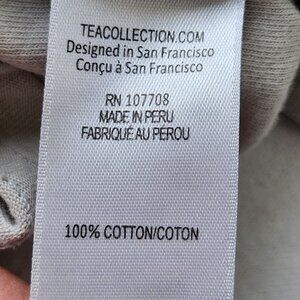 TEACOLLECTION.COM
Designed in San Francisco
Conçu à San Francisco
RN 107708
MADE IN PERU
FABRIQUÉ AU PÉROU
100% COTTON/COTON